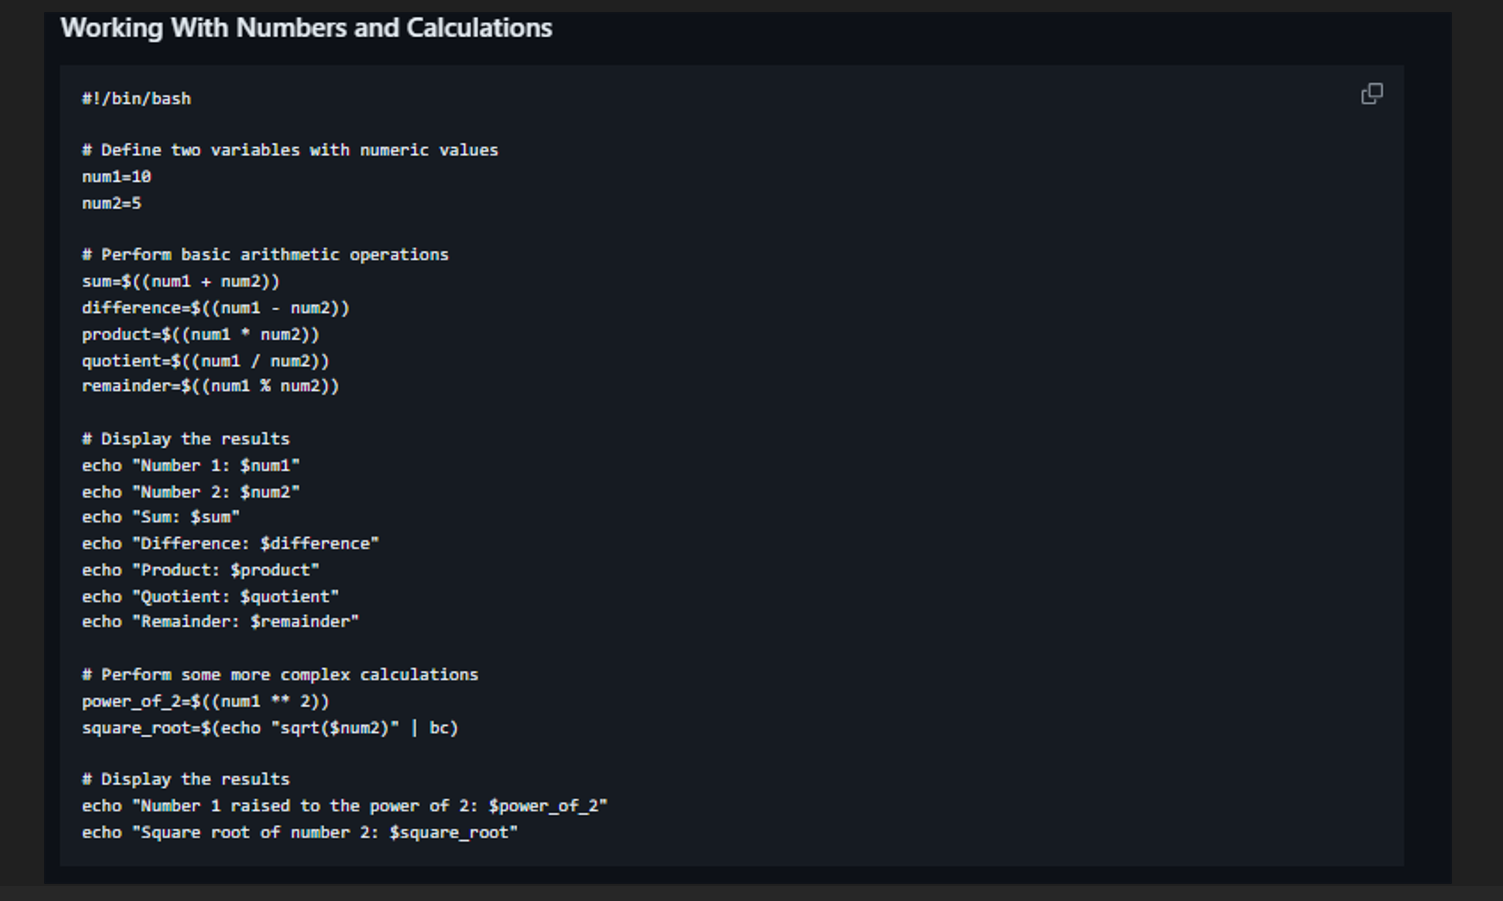 Working With Numbers and Calculations
#!/bin/bash
# Define two variables with numeric values
num1=10
num2=5
# Perform basic arithmetic operations
sum=$((num1 + num2))
difference=$((num1 - num2))
product=$((num1 * num2))
quotient=$((num1 / num2))
remainder=$((num1 % num2))
# Display the results
echo "Number 1: $num1"
echo "Number 2: $num2"
echo "Sum: $sum"
echo "Difference: $difference"
echo "Product: $product"
echo "Quotient: $quotient"
echo "Remainder: $remainder"
# Perform some more complex calculations
power_of_2=$((num1 ** 2))
square_root=$(echo "sqrt($num2)" | bc)
# Display the results
echo "Number 1 raised to the power of 2: $power_of_2"
echo "Square root of number 2: $square_root"